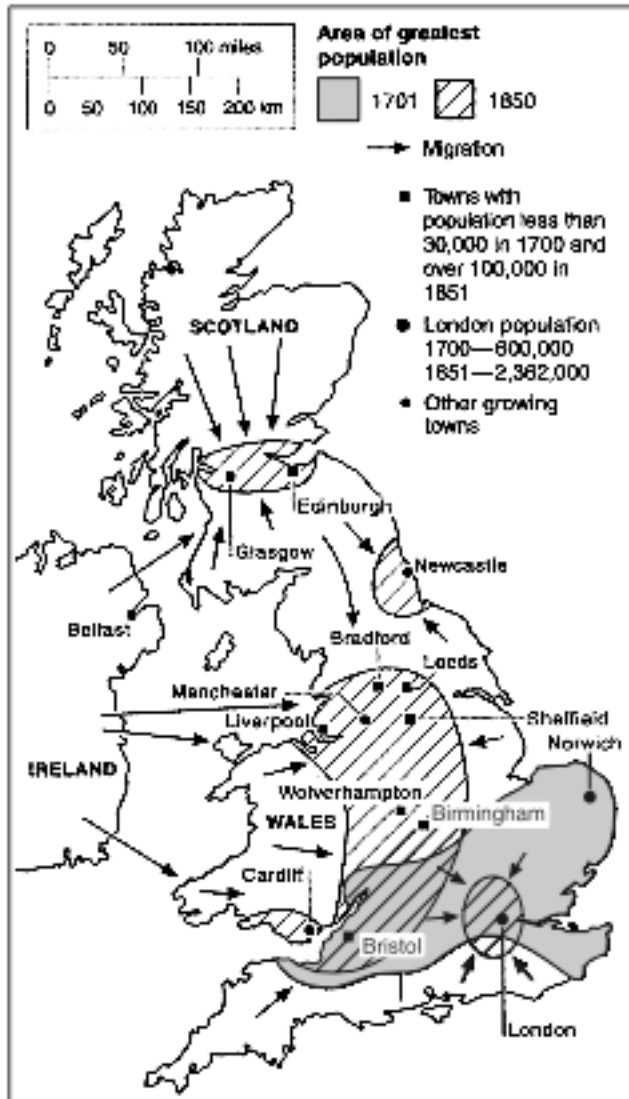 0 50 100 miles
0 50 100 150 200 km
Area of greatest
population
1701 1850
Migration
Towns with
population less than
30,000 in 1700 and
over 100,000 in
1851
London population
1700—600,000
1851—2,362,000
Other growing
towns
SCOTLAND
Edinburgh
Glasgow
Newcastle
Belfast
Bradford
Leeds
Manchester
Liverpool
Sheffield
Norwich
IRELAND
Wolverhampton
Birmingham
WALES
Cardiff
Bristol
London